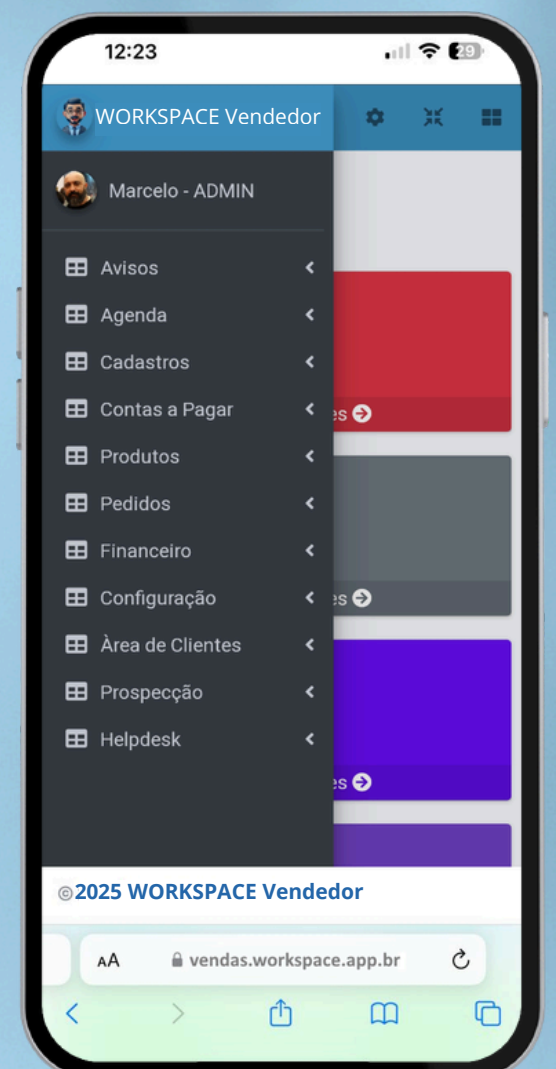 12:23
29
WORKSPACE Vendedor
Marcelo - ADMIN
Avisos
Agenda
Cadastros
Contas a Pagar
es
Produtos
Pedidos
Financeiro
Configuração
es
Àrea de Clientes
Prospecção
Helpdesk
es
©2025 WORKSPACE Vendedor
AA
vendas.workspace.app.br